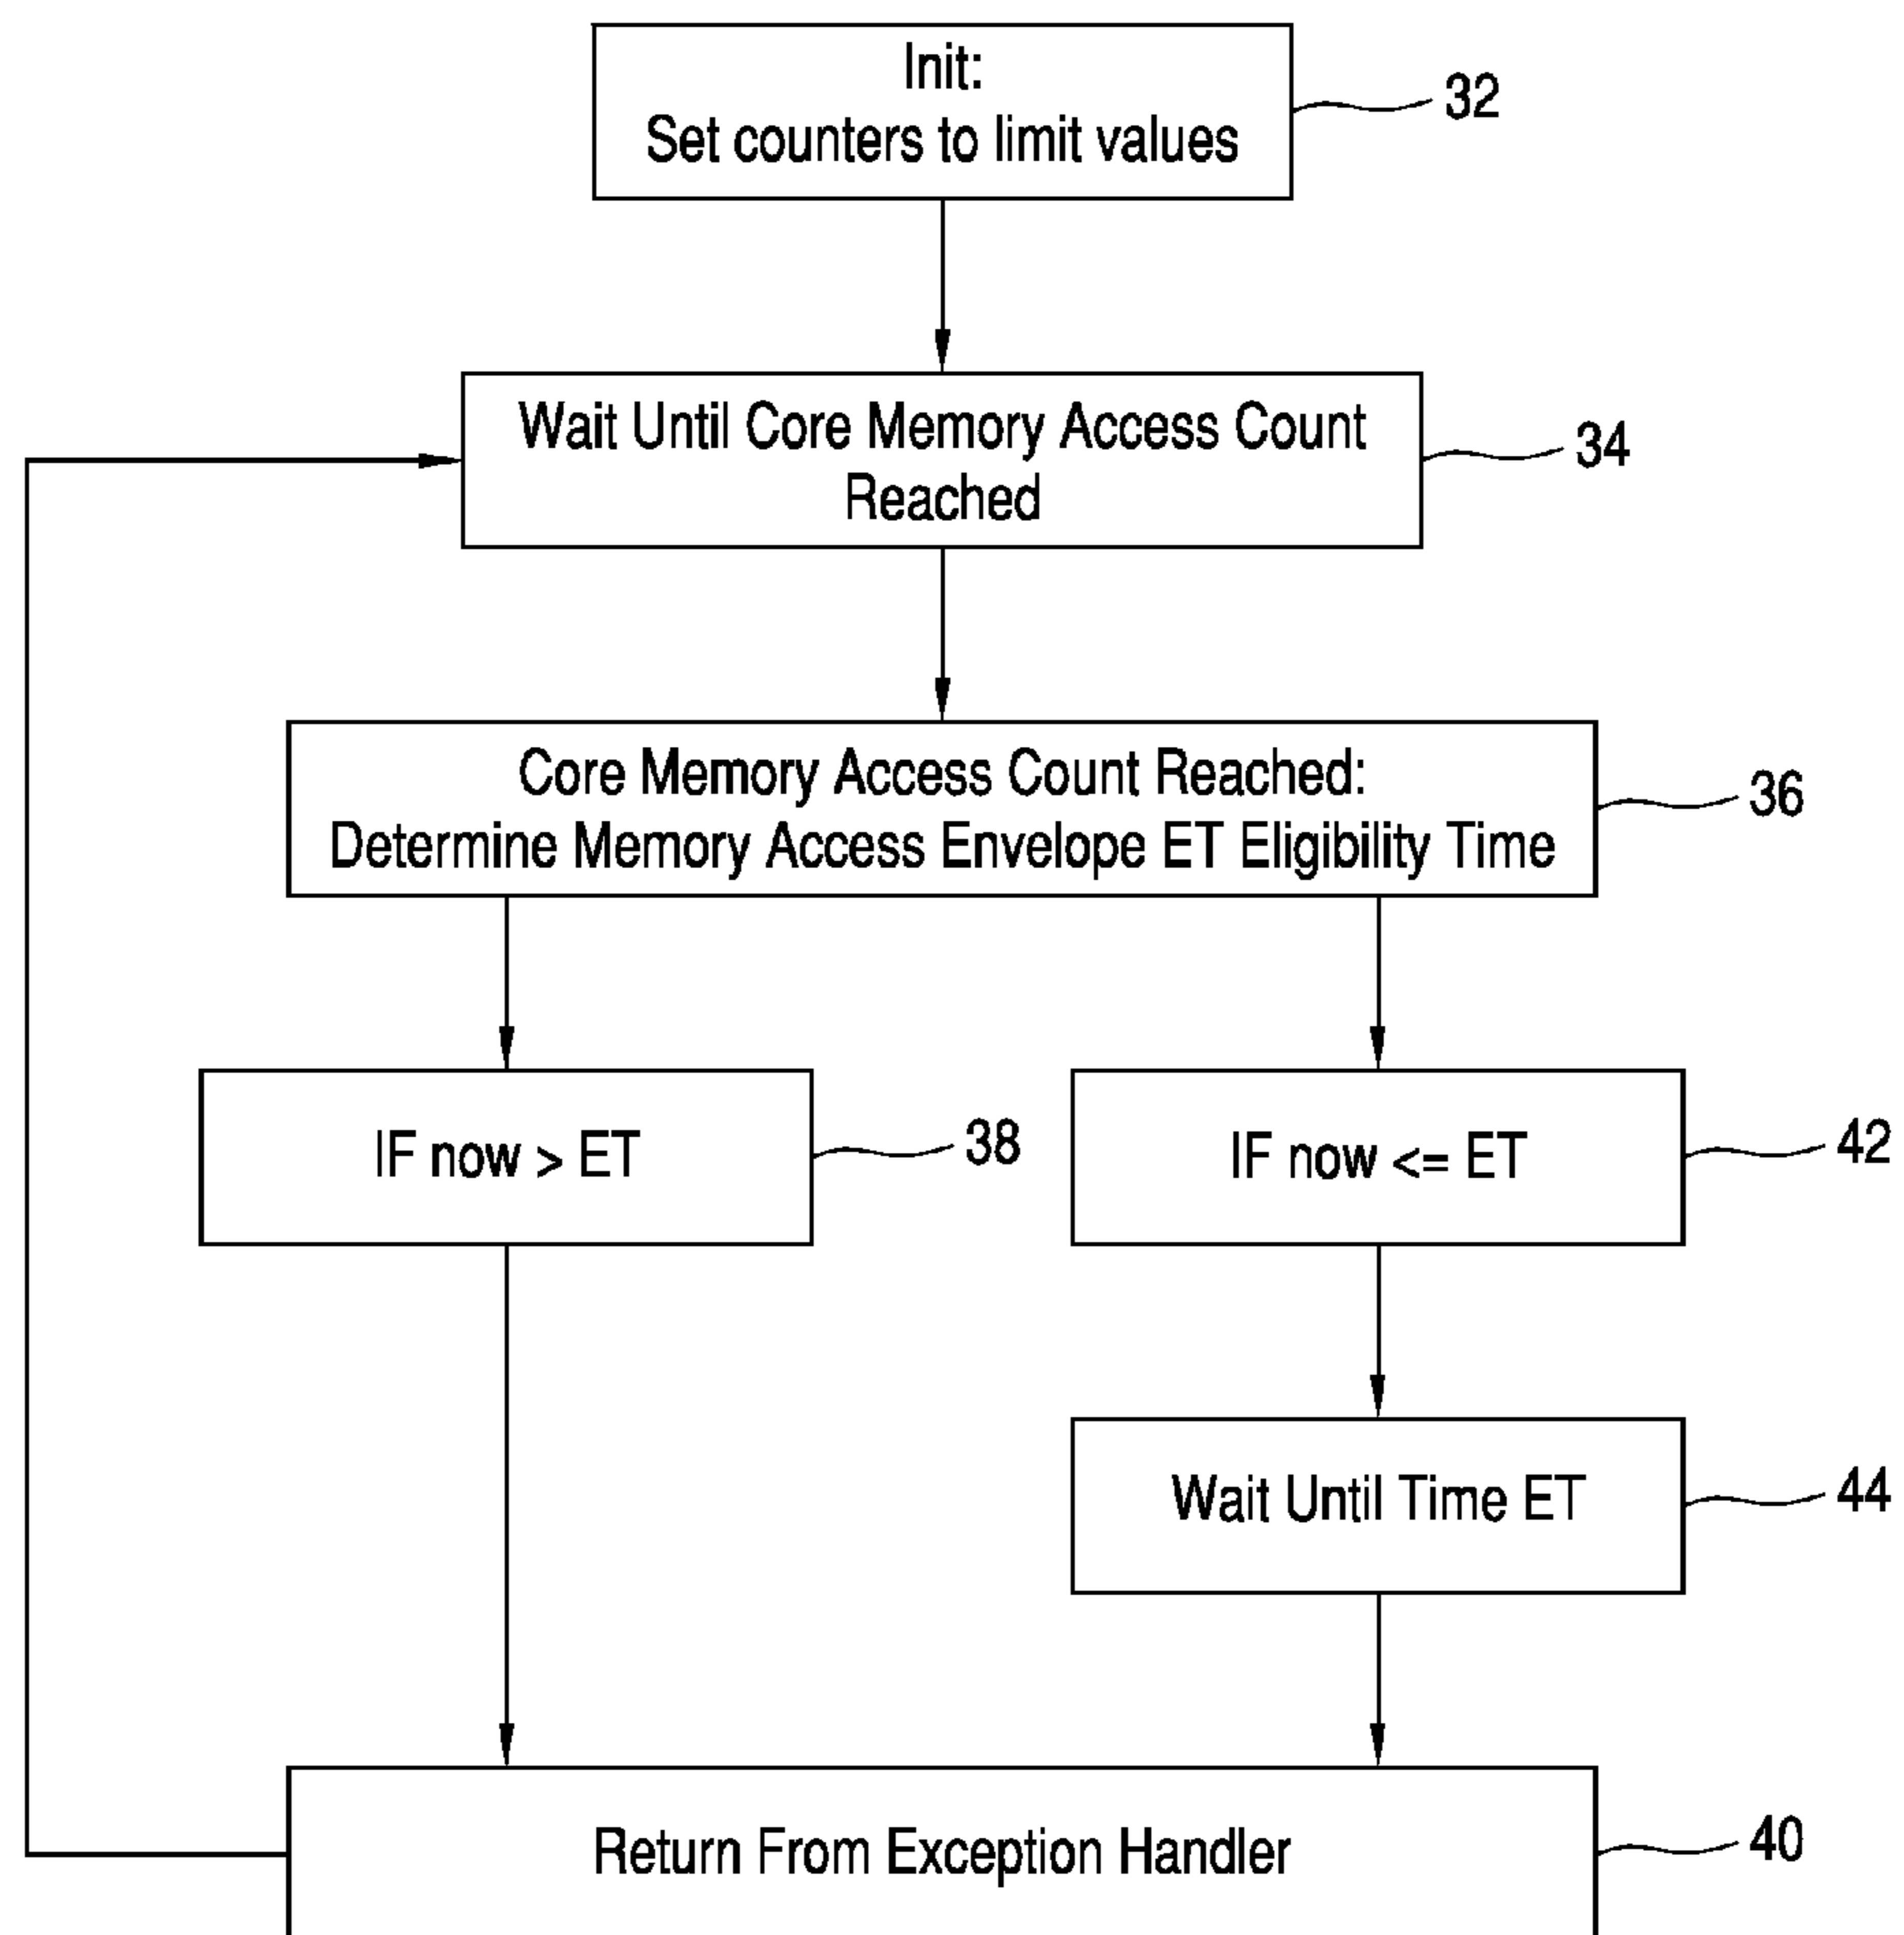 Init:
Set counters to limit values
32
Wait Until Core Memory Access Count
Reached
34
Core Memory Access Count Reached:
Determine Memory Access Envelope ET Eligibility Time
36
IF now > ET
38
IF now <= ET
42
Wait Until Time ET
44
Return From Exception Handler
40